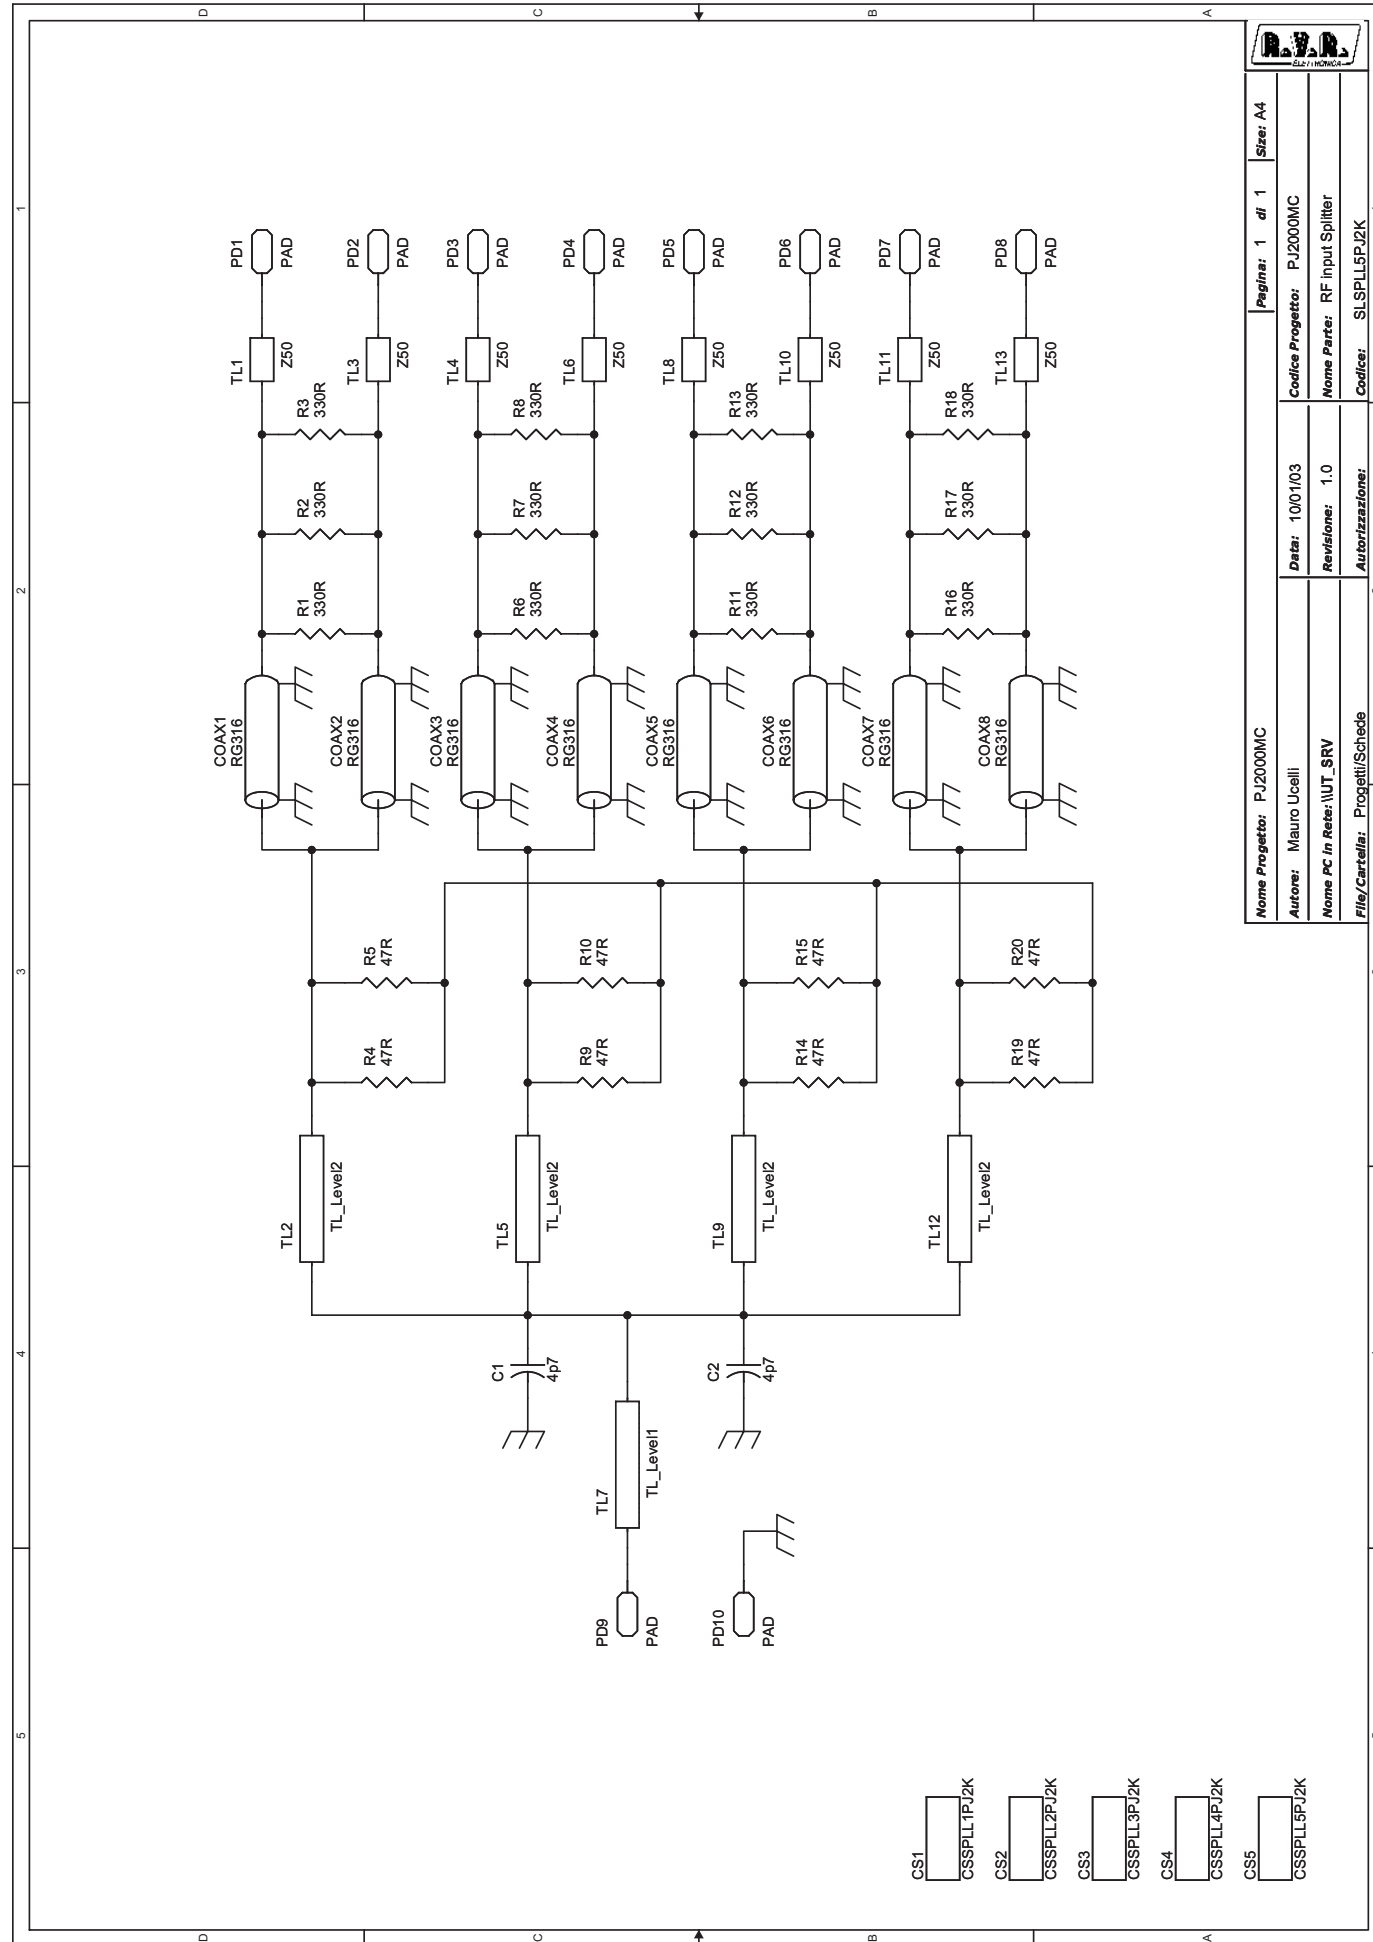 D
C
B
A
1
2
3
4
5
PD1
PAD
PD2
PAD
PD3
PAD
PD4
PAD
PD5
PAD
PD6
PAD
PD7
PAD
PD8
PAD
TL1
Z50
TL3
Z50
TL4
Z50
TL6
Z50
TL8
Z50
TL10
Z50
TL11
Z50
TL13
Z50
R3
330R
R8
330R
R13
330R
R18
330R
R2
330R
R7
330R
R12
330R
R17
330R
R1
330R
R6
330R
R11
330R
R16
330R
COAX1
RG316
COAX2
RG316
COAX3
RG316
COAX4
RG316
COAX5
RG316
COAX6
RG316
COAX7
RG316
COAX8
RG316
R5
47R
R10
47R
R15
47R
R20
47R
R4
47R
R9
47R
R14
47R
R19
47R
TL2
TL_Level2
TL5
TL_Level2
TL9
TL_Level2
TL12
TL_Level2
C1
4p7
C2
4p7
TL7
TL_Level1
PD9
PAD
PD10
PAD
CS1
CSSPLL1PJ2K
CS2
CSSPLL2PJ2K
CS3
CSSPLL3PJ2K
CS4
CSSPLL4PJ2K
CS5
CSSPLL5PJ2K
Nome Progetto: PJ2000MC
Pagina: 1 di 1
Size: A4
Autore: Mauro Ucelli
Data: 10/01/03
Codice Progetto: PJ2000MC
Nome PC in Rete: \\UT_SRV
Revisione: 1.0
Nome Parte: RF input Splitter
File/Cartella: Progetti/Schede
Autorizzazione:
Codice: SLSPLL5PJ2K
R.V.R.
ELETTRONICA
D
C
B
A